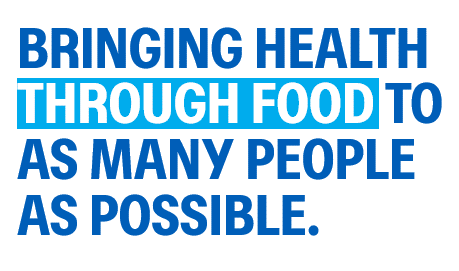 BRINGING HEALTH
THROUGH FOOD TO
AS MANY PEOPLE
AS POSSIBLE.